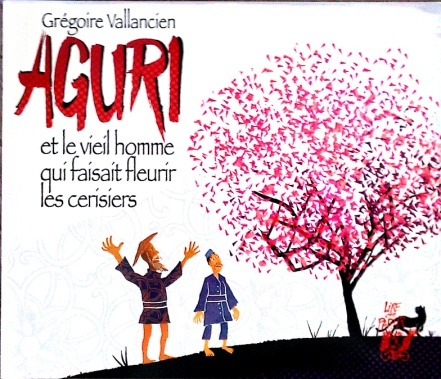 Grégoire Vallancien
AGURI
et le vieil homme
qui faisait fleurir
les cerisiers